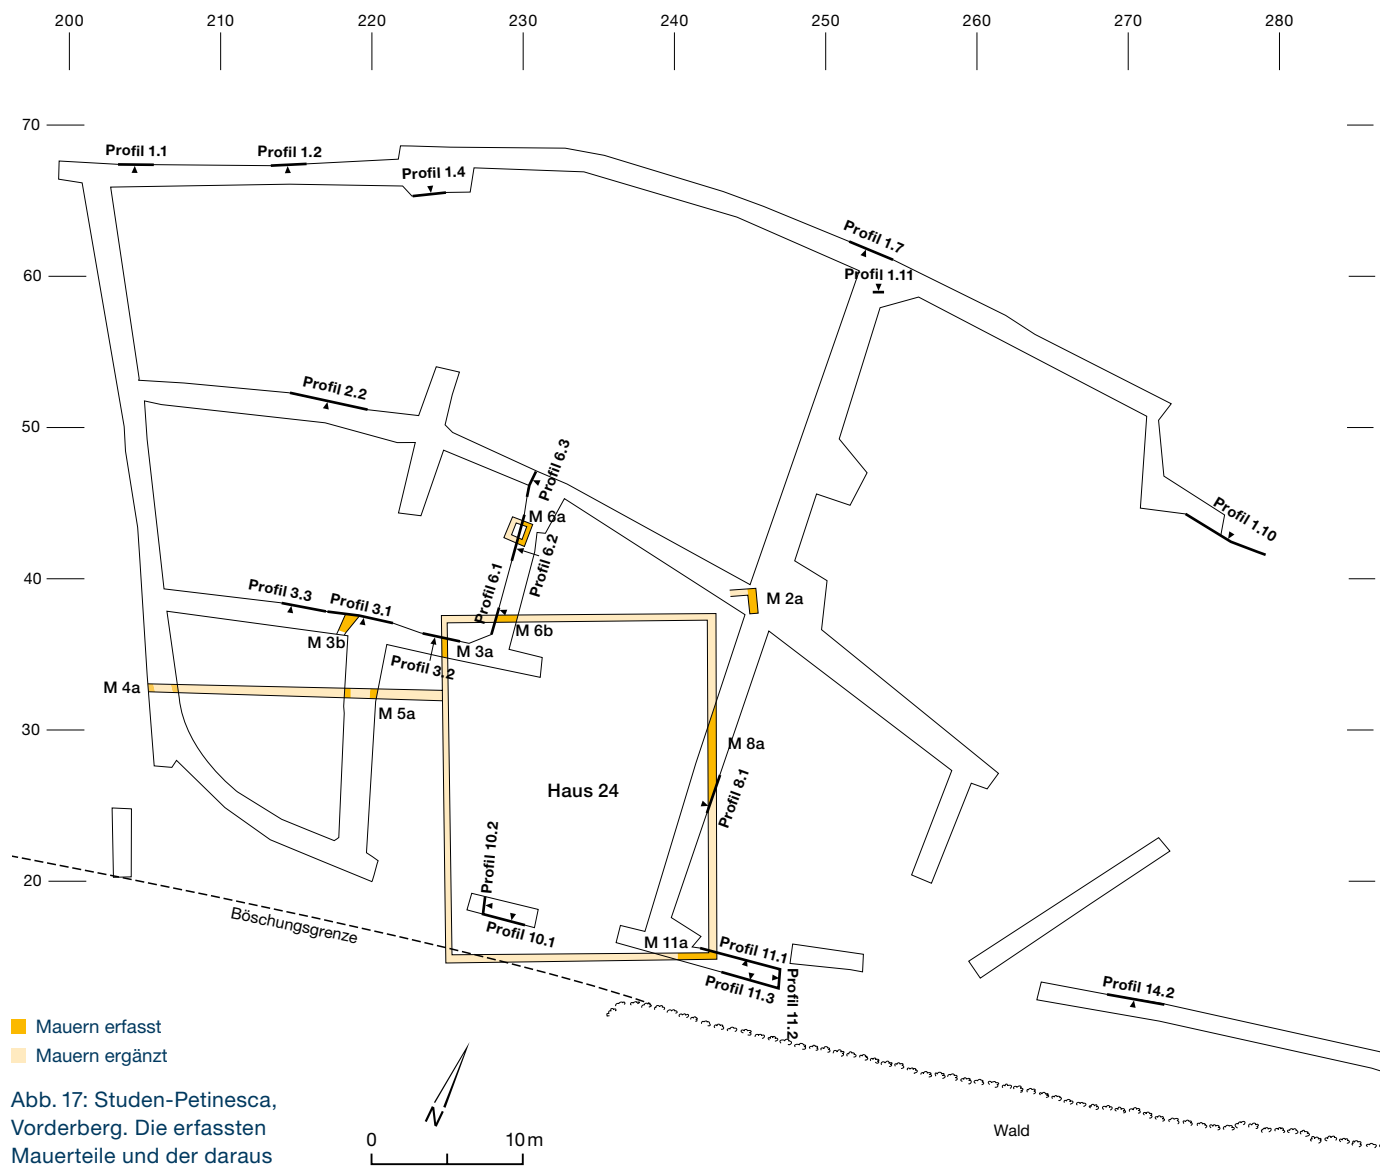 200 210 220 230 240 250 260 270 280
70
Profil 1.1
Profil 1.2
Profil 1.4
Profil 1.7
Profil 1.11
60
Profil 2.2
50
Profil 6.3
M 6a
Profil 6.2
Profil 1.10
40
Profil 3.3
Profil 3.1
Profil 6.1
M 2a
M 3b
M 6b
M 3a
Profil 3.2
M 4a
M 5a
30
M 8a
Haus 24
Profil 8.1
Profil 10.2
20
Böschungsgrenze
Profil 10.1
M 11a
Profil 11.1
Profil 11.3
Profil 11.2
Profil 14.2
Mauern erfasst
Mauern ergänzt
Abb. 17: Studen-Petinesca,
Vorderberg. Die erfassten
Mauerteile und der daraus
N
0 10 m
Wald